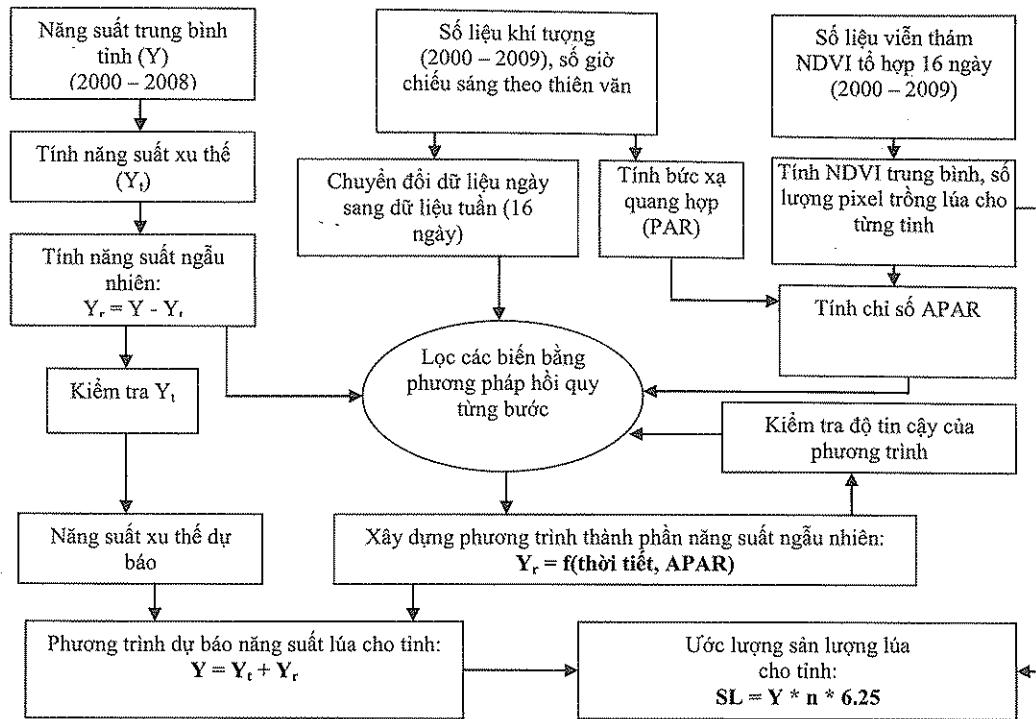 Năng suất trung bình
tỉnh (Y)
(2000 – 2008)
Số liệu khí tượng
(2000 – 2009), số giờ
chiếu sáng theo thiên văn
Số liệu viễn thám
NDVI tổ hợp 16 ngày
(2000 – 2009)
Tính năng suất xu thế
(Yt)
Chuyển đổi dữ liệu ngày
sang dữ liệu tuần (16
ngày)
Tính bức xạ
quang hợp
(PAR)
Tính NDVI trung bình, số
lượng pixel trồng lúa cho
từng tỉnh
Tính năng suất ngẫu
nhiên:
Yr = Y - Yt
Tính chỉ số APAR
Lọc các biến bằng
phương pháp hồi quy
từng bước
Kiểm tra Yt
Kiểm tra độ tin cậy của
phương trình
Năng suất xu thế dự
báo
Xây dựng phương trình thành phần năng suất ngẫu nhiên:
Yr = f(thời tiết, APAR)
Phương trình dự báo năng suất lúa cho tỉnh:
Y = Yt + Yr
Ước lượng sản lượng lúa
cho tỉnh:
SL = Y * n * 6.25